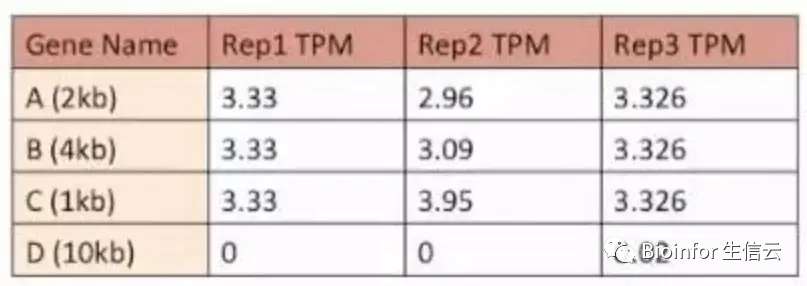 Gene Name Rep1 TPM Rep2 TPM Rep3 TPM
A (2kb) 3.33 2.96 3.326
B (4kb) 3.33 3.09 3.326
C (1kb) 3.33 3.95 3.326
D (10kb) 0 0
Bioinfor 生信云